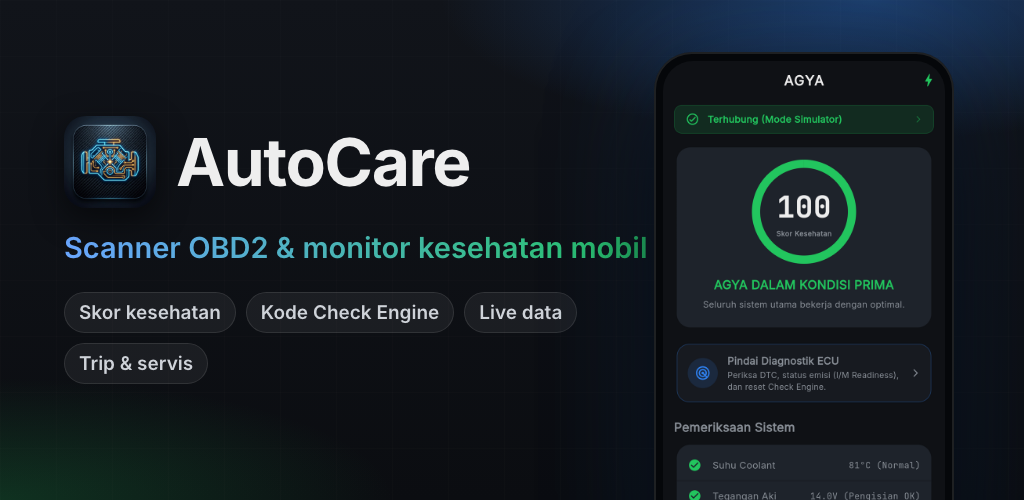 AutoCare
Scanner OBD2 & monitor kesehatan mobil
Skor kesehatan
Kode Check Engine
Live data
Trip & servis
AGYA
Terhubung (Mode Simulator)
100
Skor Kesehatan
AGYA DALAM KONDISI PRIMA
Seluruh sistem utama bekerja dengan optimal.
Pindai Diagnostik ECU
Periksa DTC, status emisi (I/M Readiness),
dan reset Check Engine.
Pemeriksaan Sistem
Suhu Coolant 81°C (Normal)
Tegangan Aki 14.0V (Pengisian OK)